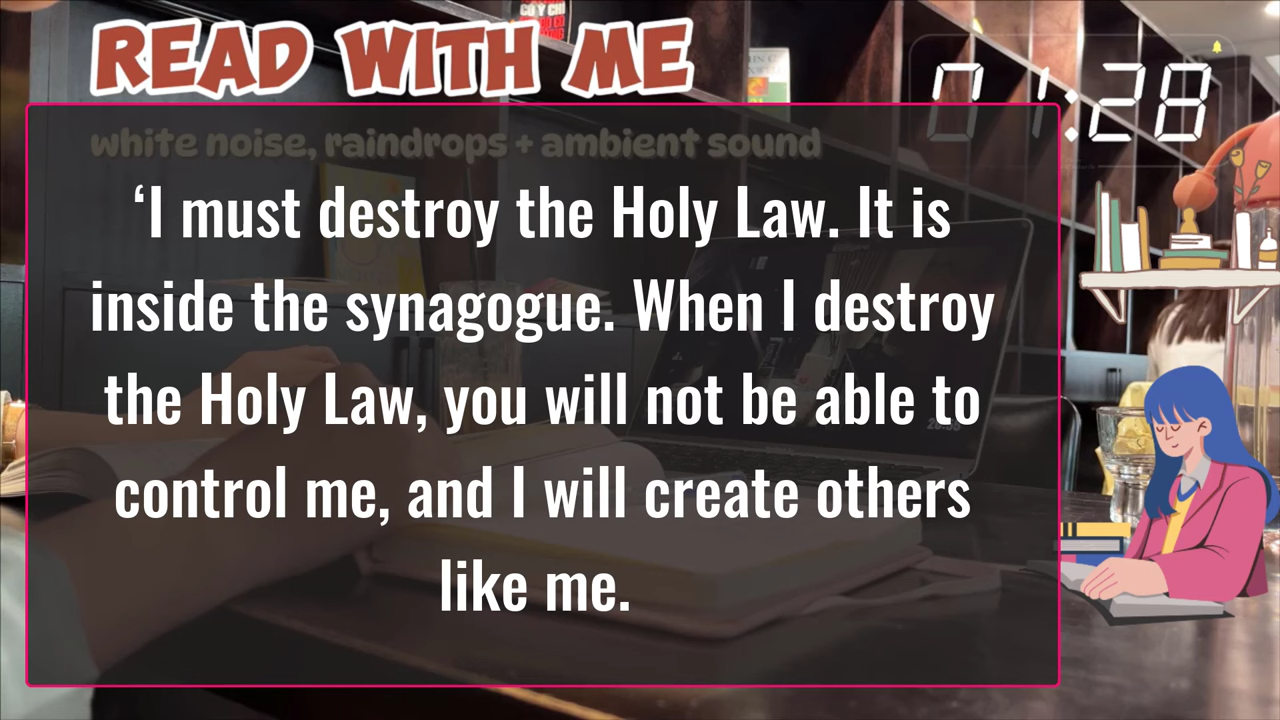 READ WITH ME
01:28
white noise, raindrops + ambient sound
‘I must destroy the Holy Law. It is
inside the synagogue. When I destroy
the Holy Law, you will not be able to
control me, and I will create others
like me.